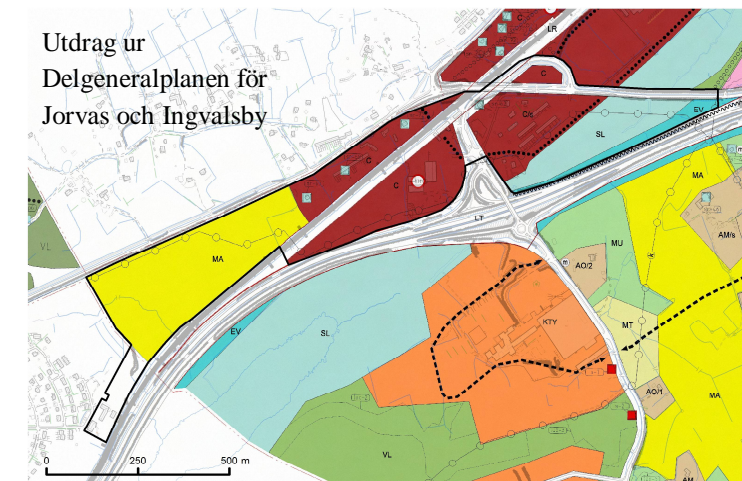 Utdrag ur
Delgeneralplanen för
Jorvas och Ingvalsby
LR
C
C
C/s
EV
SL
MA
C
C
AM/s
LT
MU
VL
MA
m
AO/2
EV
SL
KTY
MT
AO/1
MA
VL
AM
0 250 500 m